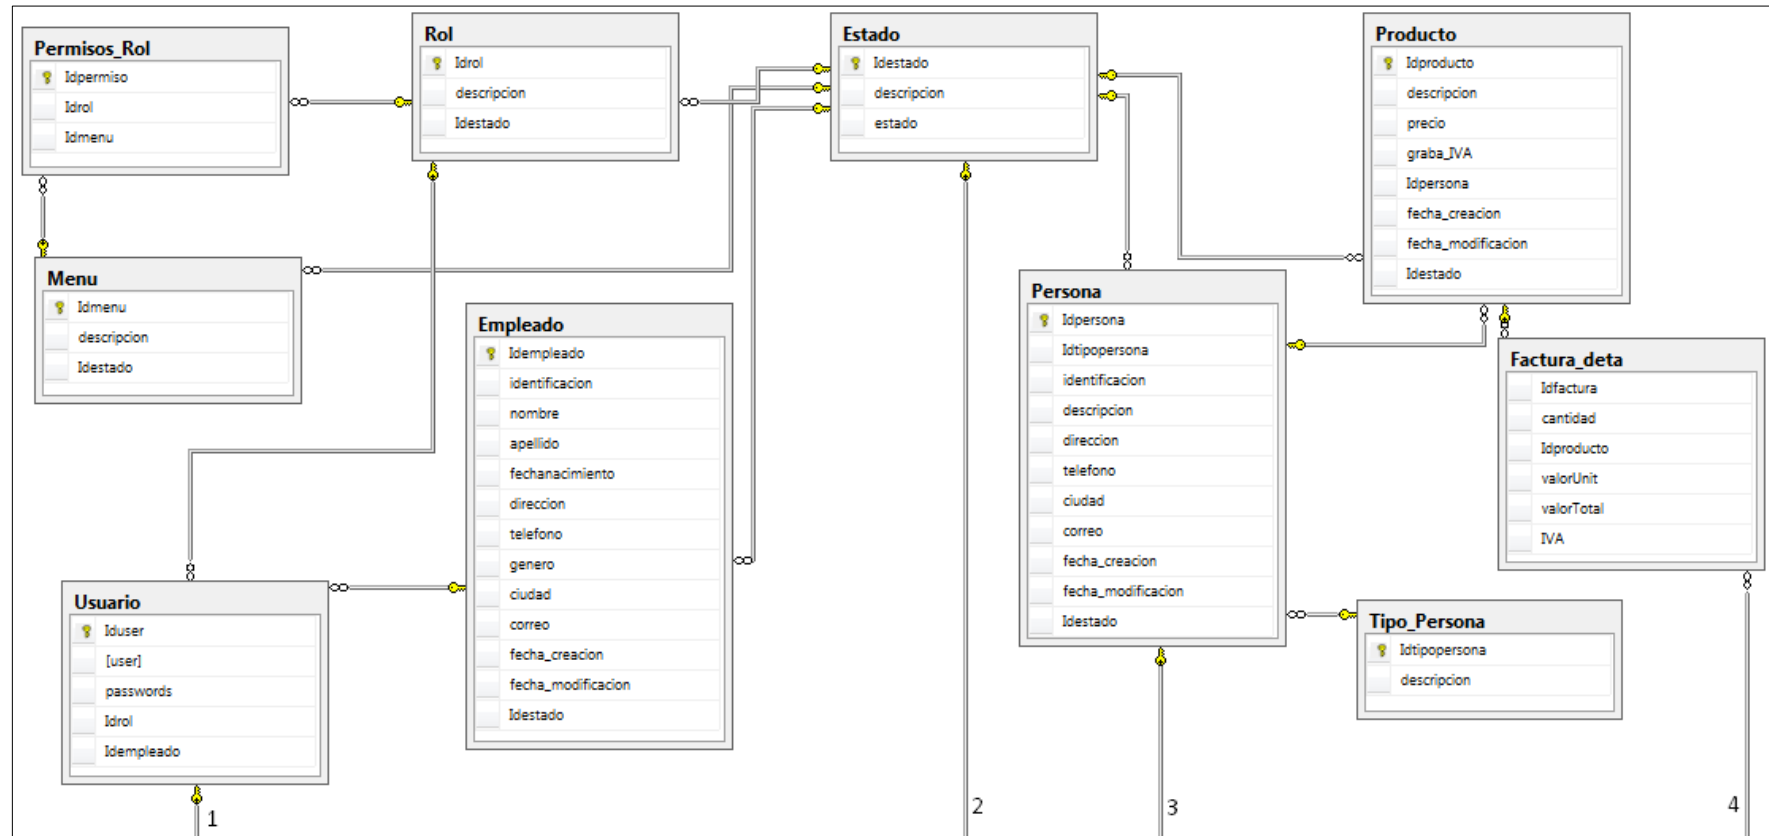 Permisos_Rol
Idpermiso
Idrol
Idmenu
Rol
Idrol
descripcion
Idestado
Estado
Idestado
descripcion
estado
Producto
Idproducto
descripcion
precio
graba_IVA
Idpersona
fecha_creacion
fecha_modificacion
Idestado
Menu
Idmenu
descripcion
Idestado
Empleado
Idempleado
identificacion
nombre
apellido
fechanacimiento
direccion
telefono
genero
ciudad
correo
fecha_creacion
fecha_modificacion
Idestado
Persona
Idpersona
Idtipopersona
identificacion
descripcion
direccion
telefono
ciudad
correo
fecha_creacion
fecha_modificacion
Idestado
Factura_deta
Idfactura
cantidad
Idproducto
valorUnit
valorTotal
IVA
Usuario
Iduser
[user]
passwords
Idrol
Idempleado
Tipo_Persona
Idtipopersona
descripcion
1
2
3
4